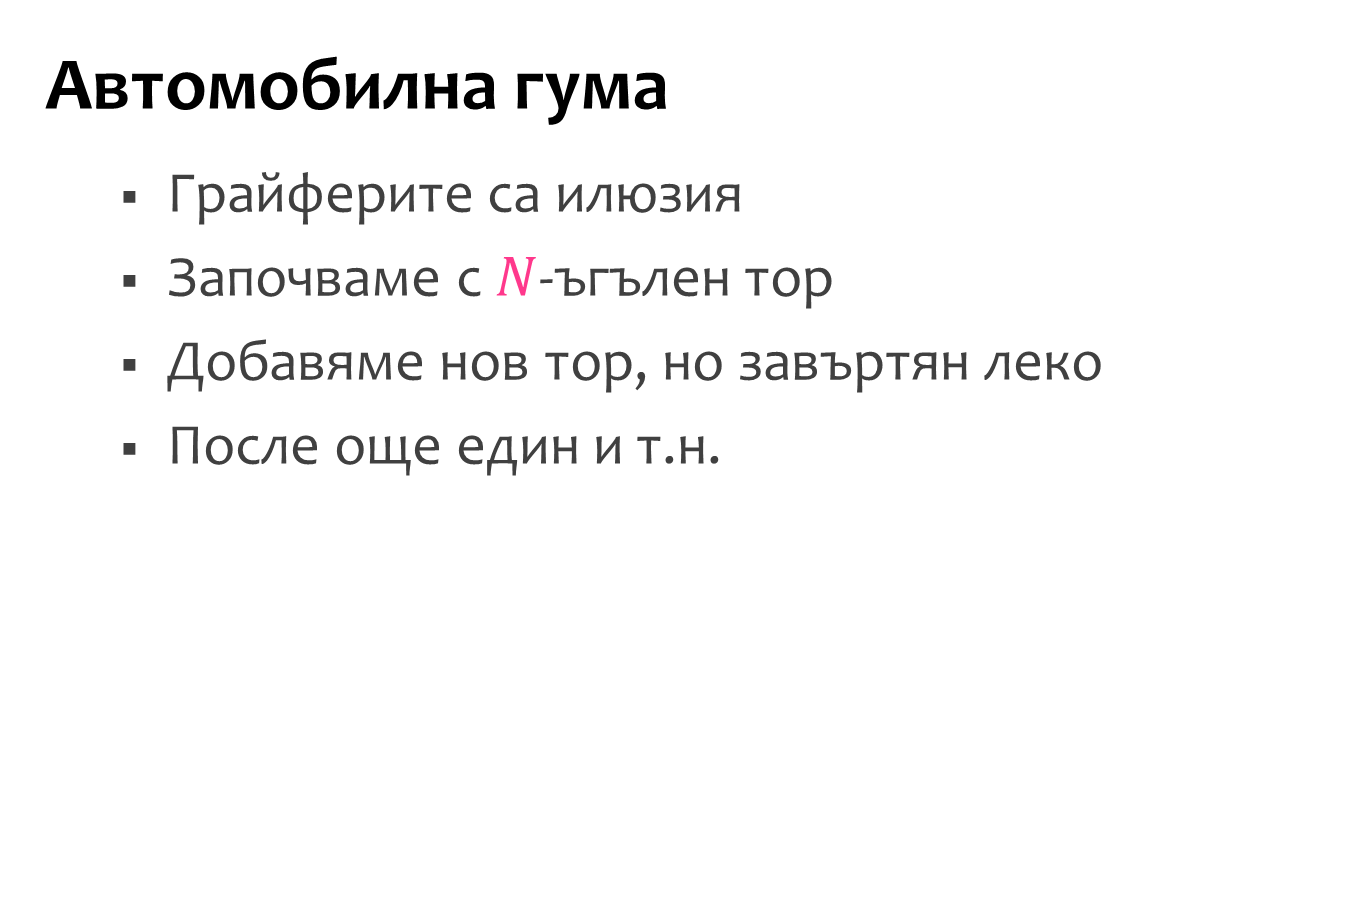 Автомобилна гума
▪ Грайферите са илюзия
▪ Започваме с N-ъгълен тор
▪ Добавяме нов тор, но завъртян леко
▪ После още един и т.н.